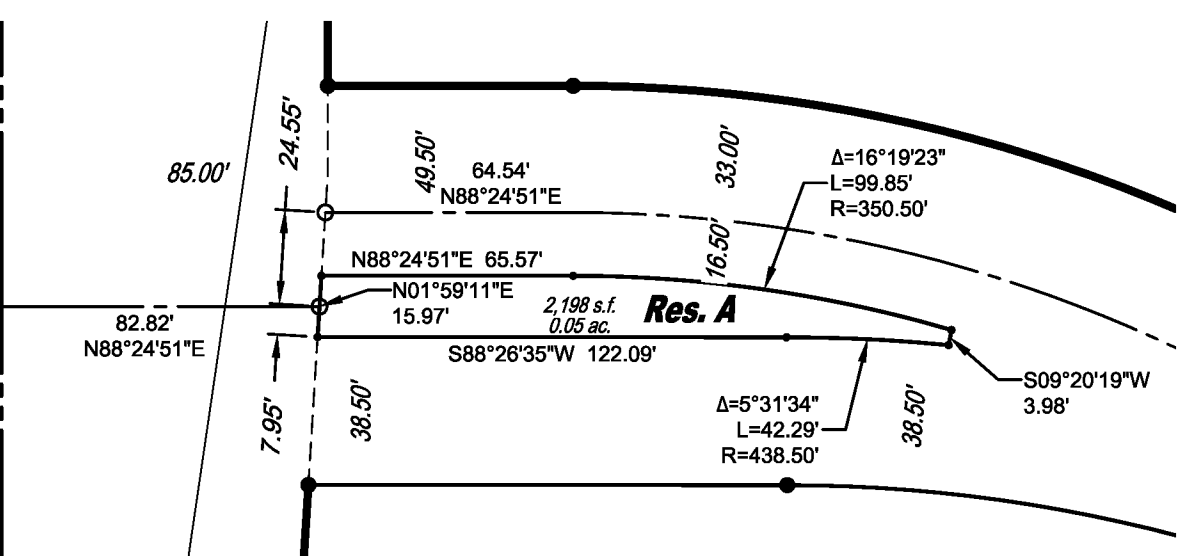 24.55'
85.00'
49.50'
64.54'
N88°24'51"E
33.00'
Δ=16°19'23"
L=99.85'
R=350.50'
16.50'
N88°24'51"E 65.57'
N01°59'11"E
15.97'
2,198 s.f.
0.05 ac.
Res. A
82.82'
N88°24'51"E
S88°26'35"W 122.09'
S09°20'19"W
3.98'
7.95'
38.50'
Δ=5°31'34"
L=42.29'
R=438.50'
38.50'